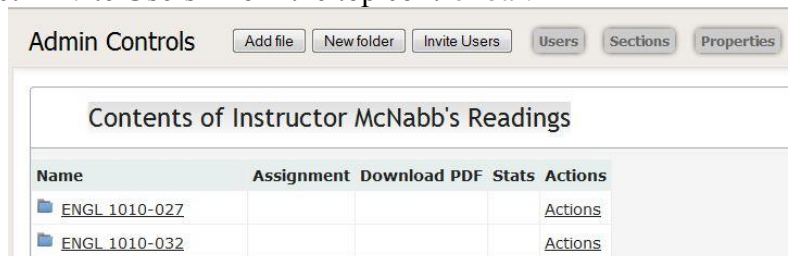 Admin Controls Add file New folder Invite Users Users Sections Properties
Contents of Instructor McNabb's Readings
Name Assignment Download PDF Stats Actions
ENGL 1010-027 Actions
ENGL 1010-032 Actions